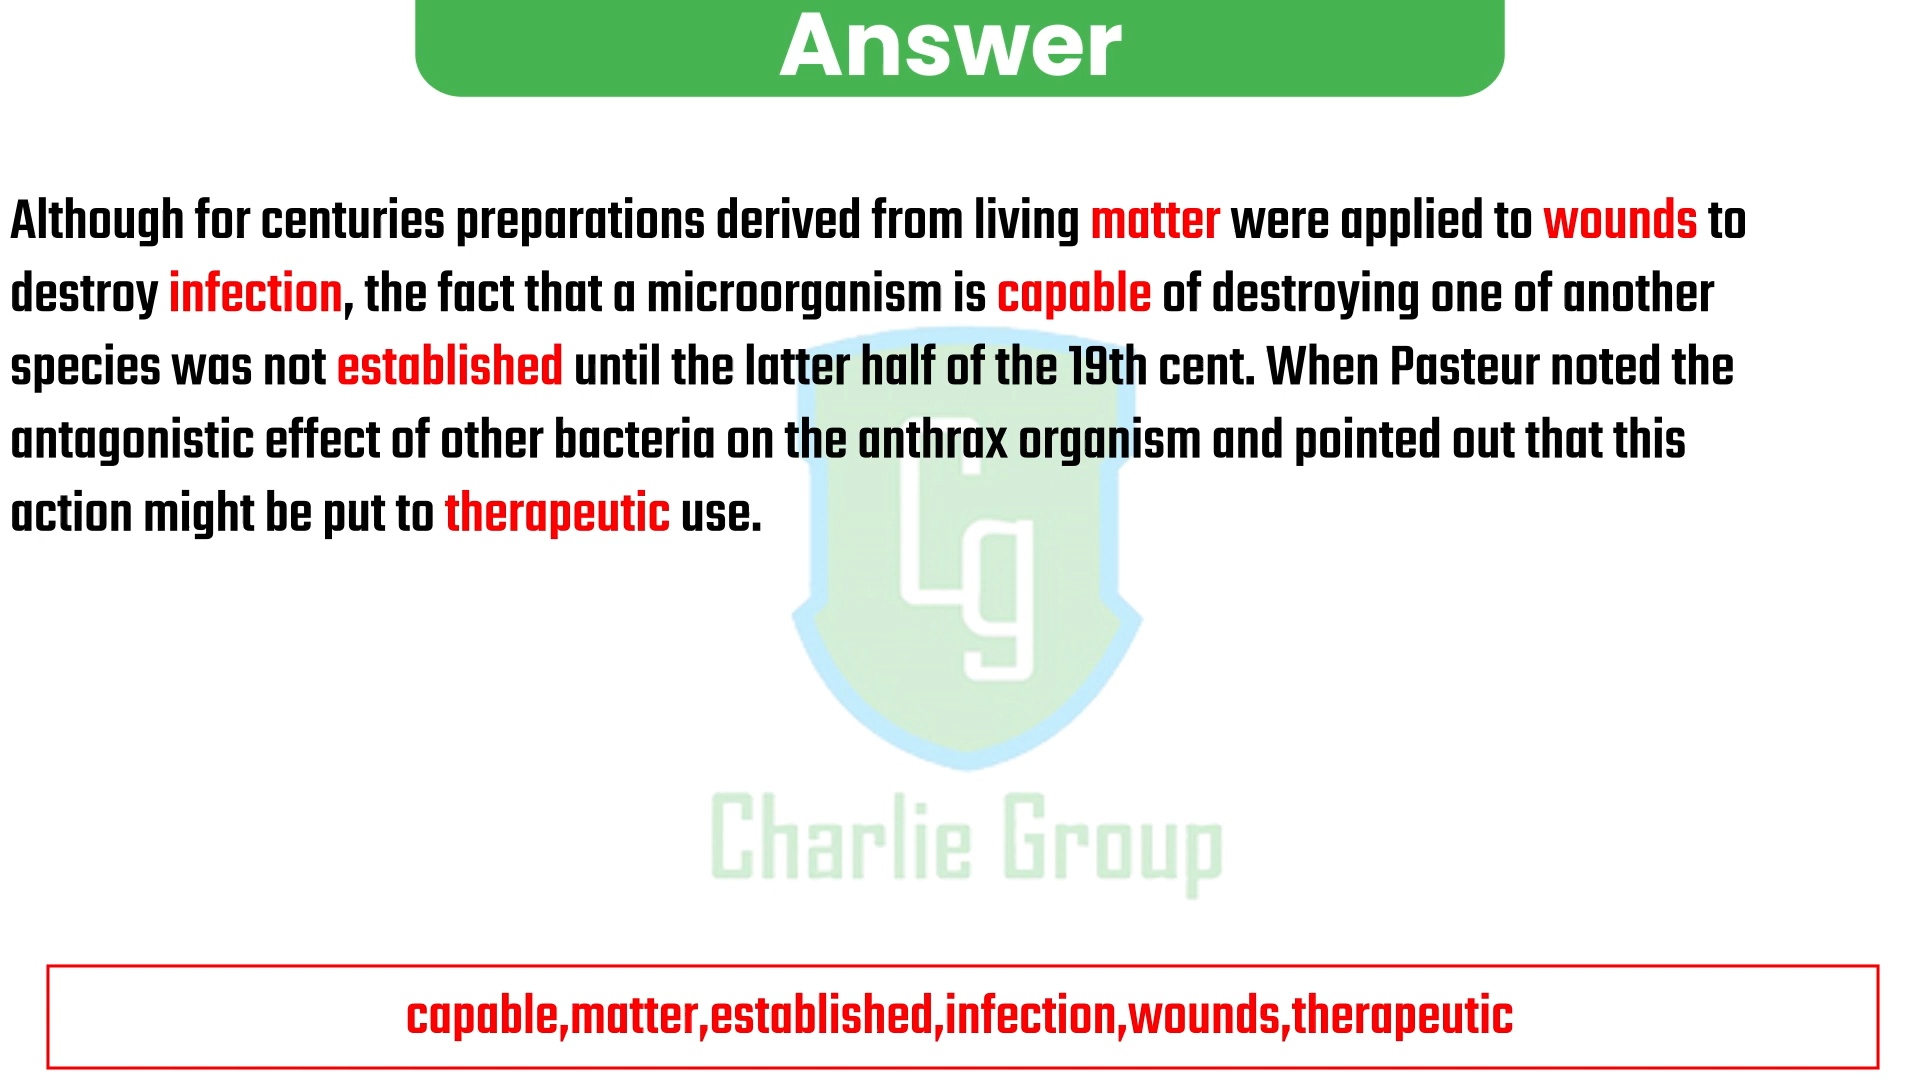 Answer
Although for centuries preparations derived from living matter were applied to wounds to
destroy infection, the fact that a microorganism is capable of destroying one of another
species was not established until the latter half of the 19th cent. When Pasteur noted the
antagonistic effect of other bacteria on the anthrax organism and pointed out that this
action might be put to therapeutic use.
Cg
Charlie Group
capable,matter,established,infection,wounds,therapeutic